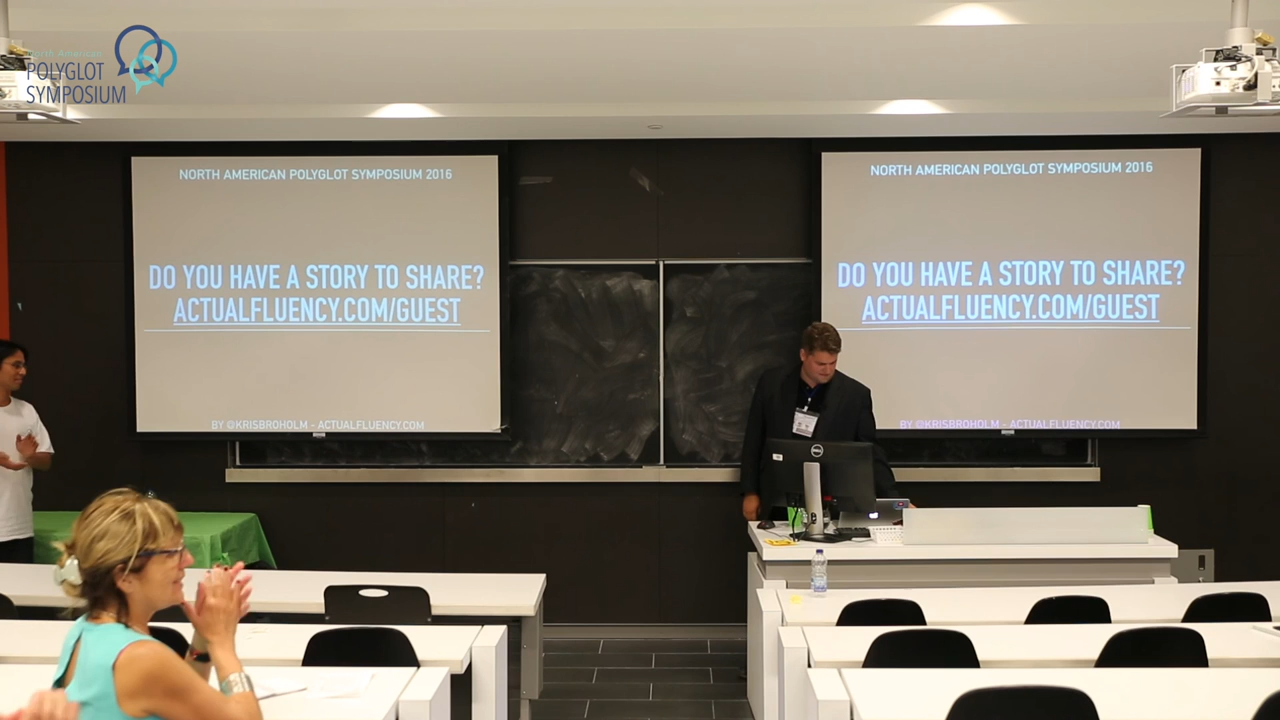 North American
POLYGLOT
SYMPOSIUM
NORTH AMERICAN POLYGLOT SYMPOSIUM 2016
DO YOU HAVE A STORY TO SHARE?
ACTUALFLUENCY.COM/GUEST
BY @KRISBROHOLM - ACTUALFLUENCY.COM
NORTH AMERICAN POLYGLOT SYMPOSIUM 2016
DO YOU HAVE A STORY TO SHARE?
ACTUALFLUENCY.COM/GUEST
BY @KRISBROHOLM - ACTUALFLUENCY.COM
DELL